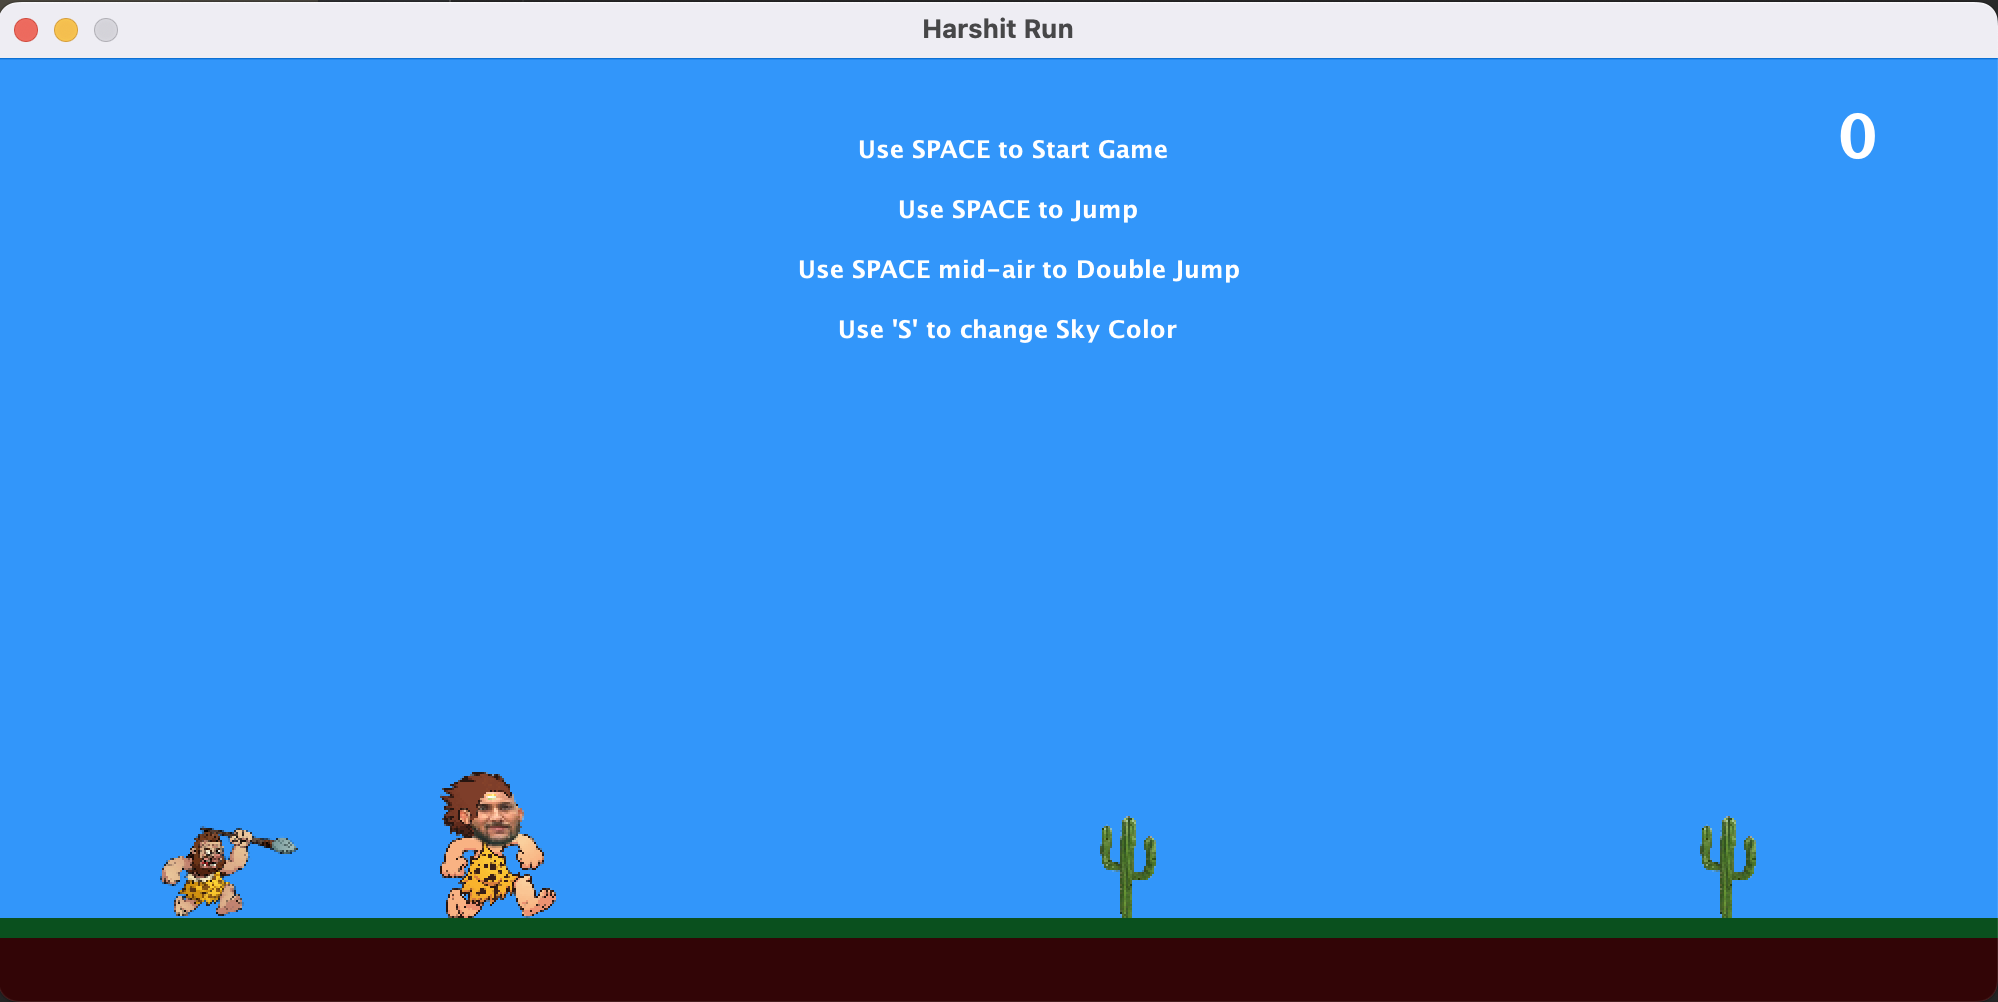 Harshit Run
0
Use SPACE to Start Game
Use SPACE to Jump
Use SPACE mid-air to Double Jump
Use 'S' to change Sky Color